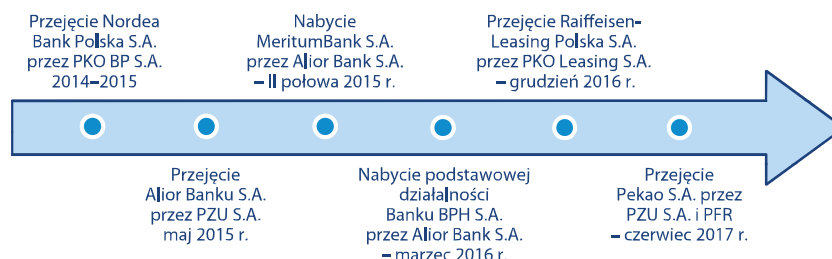 Przejęcie Nordea
Bank Polska S.A.
przez PKO BP S.A.
2014–2015
Nabycie
MeritumBank S.A.
przez Alior Bank S.A.
– II połowa 2015 r.
Przejęcie Raiffeisen-
Leasing Polska S.A.
przez PKO Leasing S.A.
– grudzień 2016 r.
Przejęcie
Alior Banku S.A.
przez PZU S.A.
maj 2015 r.
Nabycie podstawowej
działalności
Banku BPH S.A.
przez Alior Bank S.A.
– marzec 2016 r.
Przejęcie
Pekao S.A. przez
PZU S.A. i PFR
– czerwiec 2017 r.